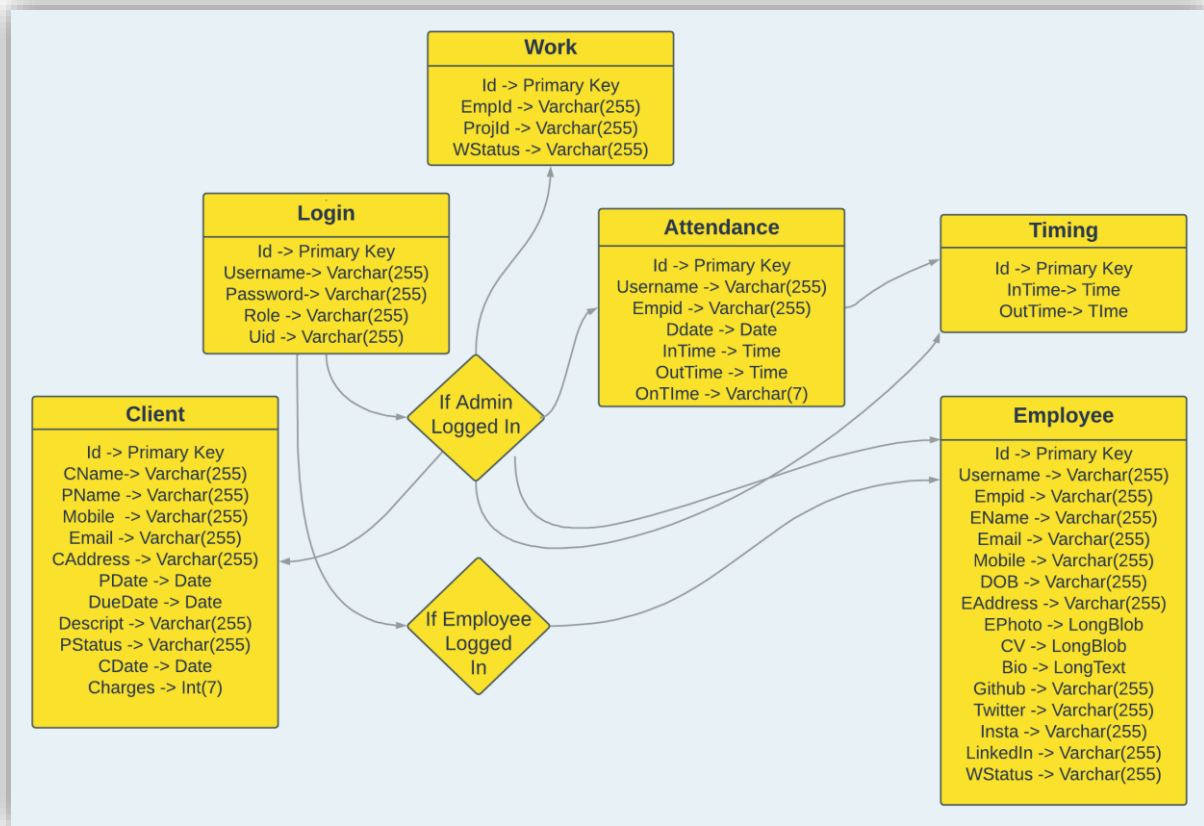 Work
Id -> Primary Key
EmpId -> Varchar(255)
ProjId -> Varchar(255)
WStatus -> Varchar(255)
Login
Id -> Primary Key
Username-> Varchar(255)
Password-> Varchar(255)
Role -> Varchar(255)
Uid -> Varchar(255)
Attendance
Id -> Primary Key
Username -> Varchar(255)
Empid -> Varchar(255)
Ddate -> Date
InTime -> Time
OutTime -> Time
OnTIme -> Varchar(7)
Timing
Id -> Primary Key
InTime-> Time
OutTime-> TIme
If Admin
Logged In
Client
Id -> Primary Key
CName-> Varchar(255)
PName -> Varchar(255)
Mobile -> Varchar(255)
Email -> Varchar(255)
CAddress -> Varchar(255)
PDate -> Date
DueDate -> Date
Descript -> Varchar(255)
PStatus -> Varchar(255)
CDate -> Date
Charges -> Int(7)
If Employee
Logged
In
Employee
Id -> Primary Key
Username -> Varchar(255)
Empid -> Varchar(255)
EName -> Varchar(255)
Email -> Varchar(255)
Mobile -> Varchar(255)
DOB -> Varchar(255)
EAddress -> Varchar(255)
EPhoto -> LongBlob
CV -> LongBlob
Bio -> LongText
Github -> Varchar(255)
Twitter -> Varchar(255)
Insta -> Varchar(255)
LinkedIn -> Varchar(255)
WStatus -> Varchar(255)